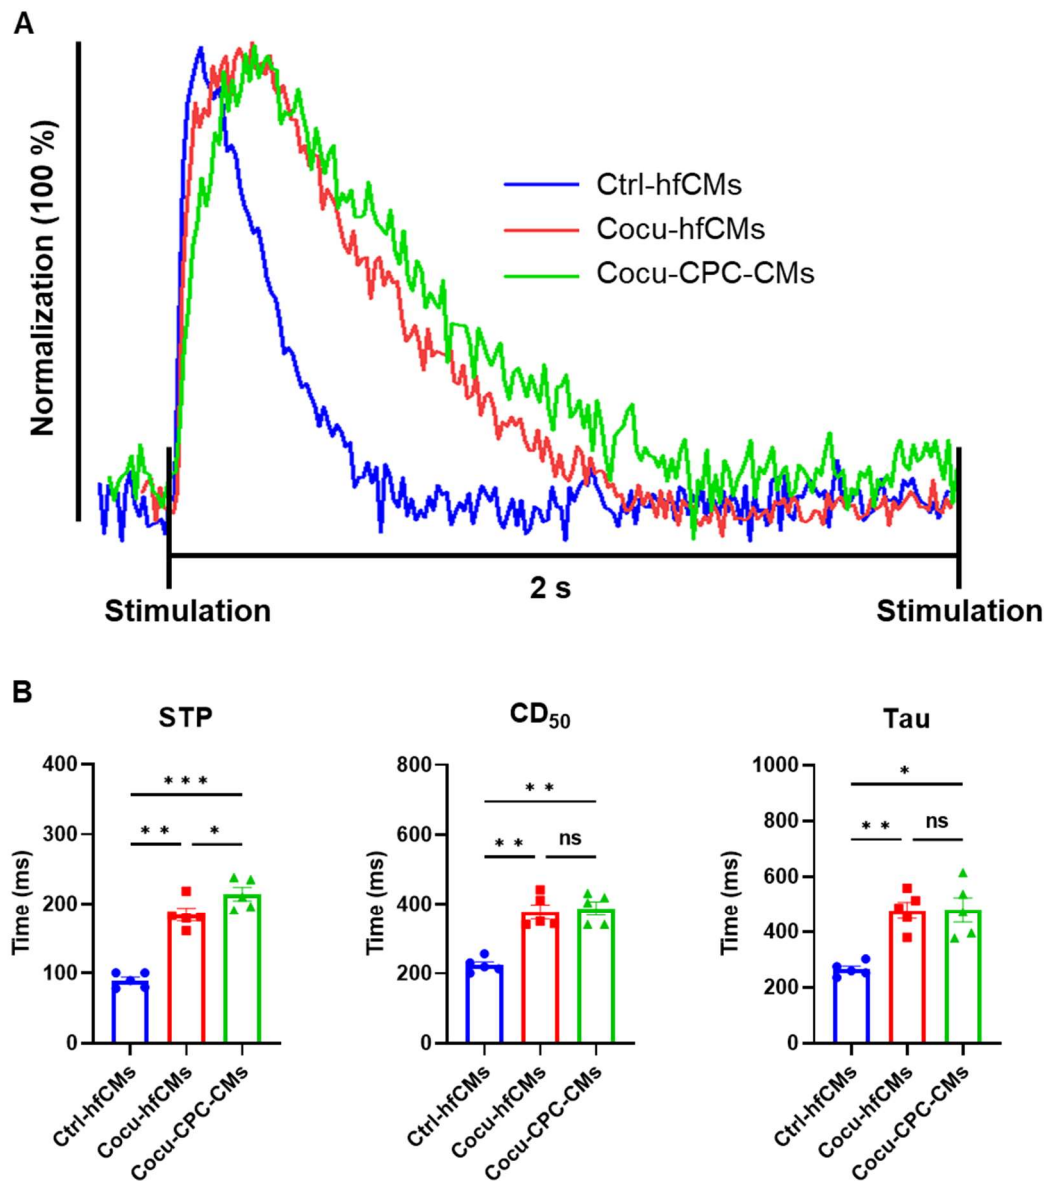 A
Normalization (100 %)
Ctrl-hfCMs
Cocu-hfCMs
Cocu-CPC-CMs
2 s
Stimulation
Stimulation
B
STP
Time (ms)
400
300
200
100
0
* * *
* *
*
Ctrl-hfCMs
Cocu-hfCMs
Cocu-CPC-CMs
CD50
Time (ms)
800
600
400
200
0
* *
* *
ns
Ctrl-hfCMs
Cocu-hfCMs
Cocu-CPC-CMs
Tau
Time (ms)
1000
800
600
400
200
0
*
* *
ns
Ctrl-hfCMs
Cocu-hfCMs
Cocu-CPC-CMs